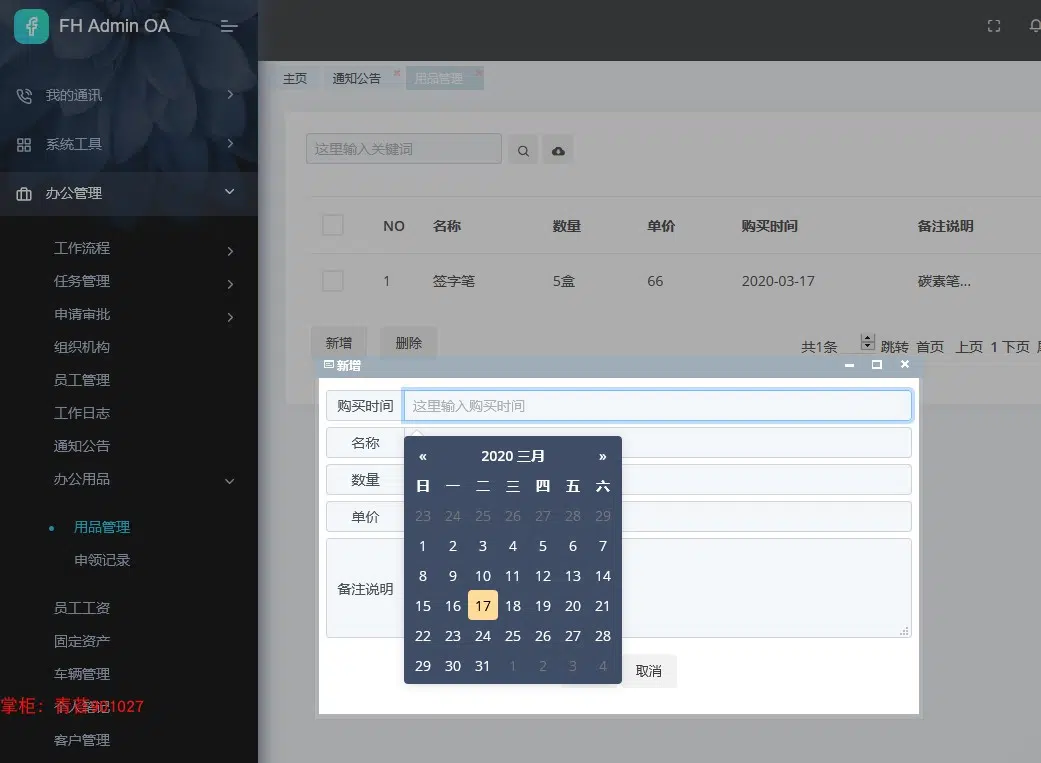 FH Admin OA
我的通讯
系统工具
办公管理
工作流程
任务管理
申请审批
组织机构
员工管理
工作日志
通知公告
办公用品
用品管理
申领记录
员工工资
固定资产
车辆管理
客户管理
主页 通知公告 用品管理
这里输入关键词
NO 名称 数量 单价 购买时间 备注说明
1 签字笔 5盒 66 2020-03-17 碳素笔...
新增 删除
共1条 跳转 首页 上页 1 下页
新增
购买时间 这里输入购买时间
名称
数量
单价
备注说明
« 2020 三月 »
日 一 二 三 四 五 六
23 24 25 26 27 28 29
1 2 3 4 5 6 7
8 9 10 11 12 13 14
15 16 17 18 19 20 21
22 23 24 25 26 27 28
29 30 31 1 2 3 4
取消